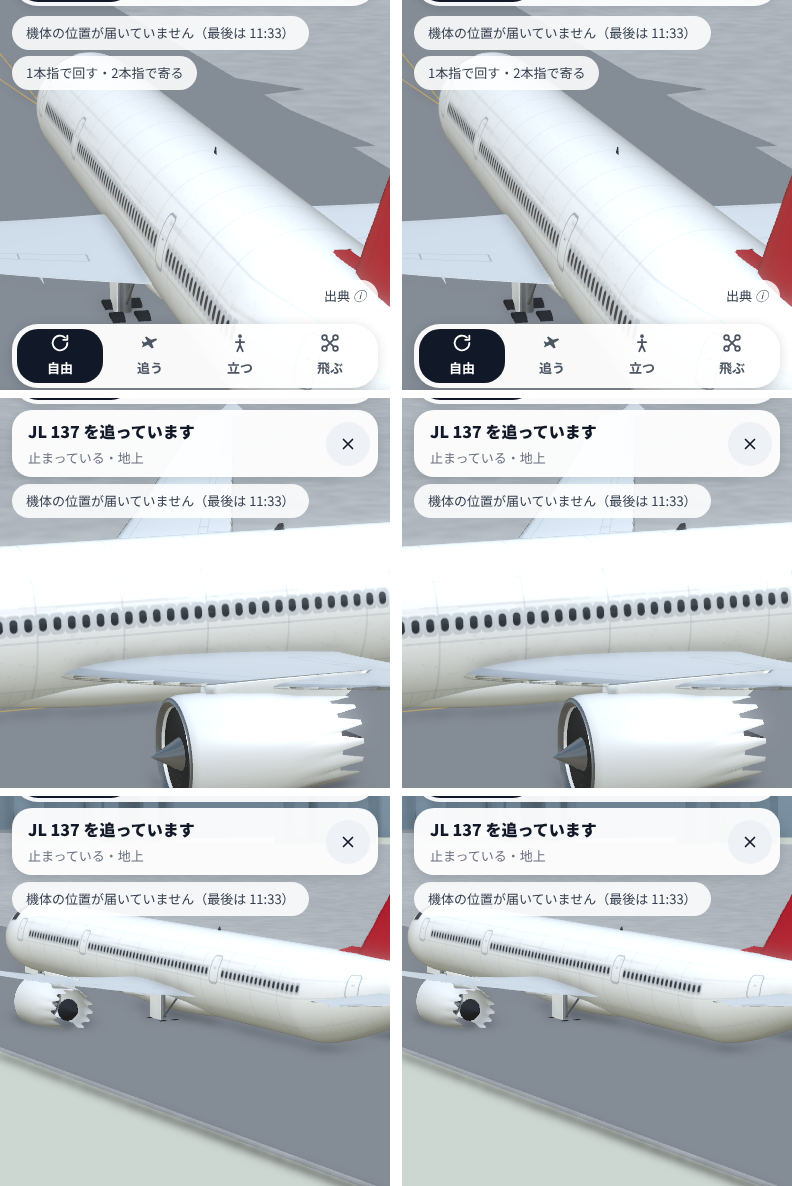 機体の位置が届いていません（最後は 11:33）
1本指で回す・2本指で寄る
出典 ⓘ
自由
追う
立つ
飛ぶ
機体の位置が届いていません（最後は 11:33）
1本指で回す・2本指で寄る
出典 ⓘ
自由
追う
立つ
飛ぶ
JL 137 を追っています
止まっている・地上
機体の位置が届いていません（最後は 11:33）
JL 137 を追っています
止まっている・地上
機体の位置が届いていません（最後は 11:33）
JL 137 を追っています
止まっている・地上
機体の位置が届いていません（最後は 11:33）
JL 137 を追っています
止まっている・地上
機体の位置が届いていません（最後は 11:33）